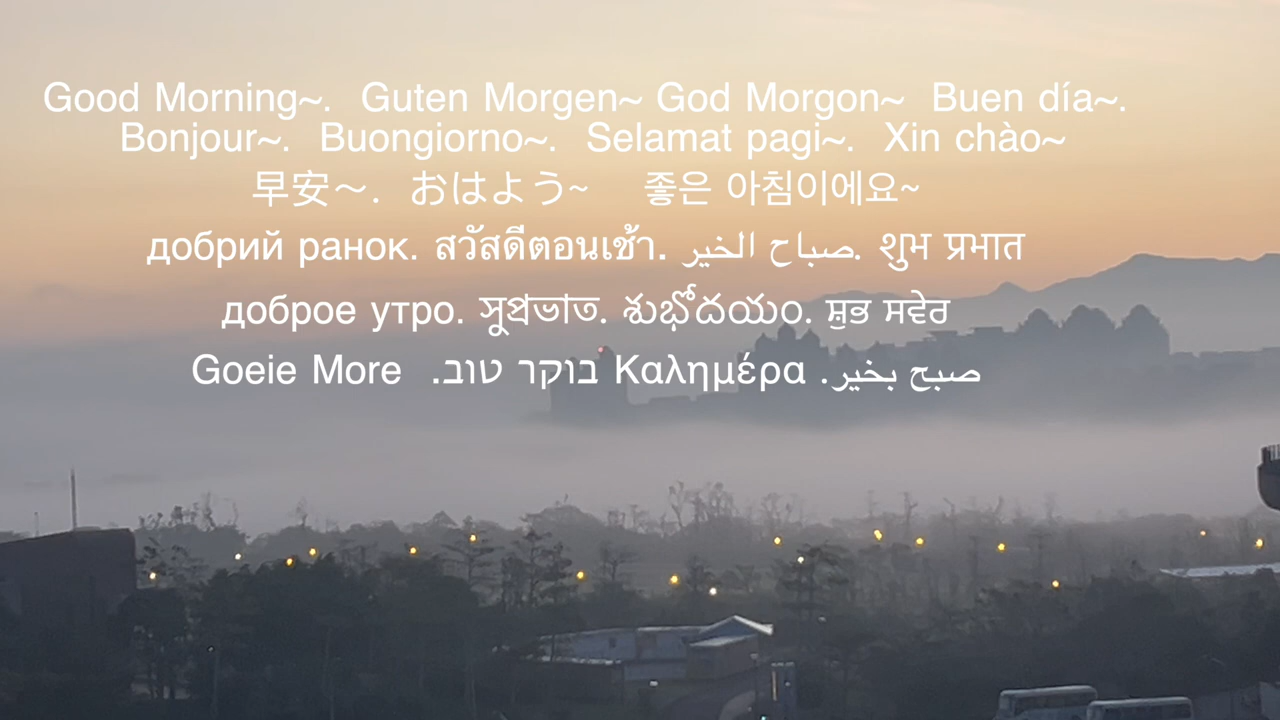 Good Morning~.  Guten Morgen~ God Morgon~  Buen día~.
Bonjour~.  Buongiorno~.  Selamat pagi~.  Xin chào~
早安～.  おはよう~   좋은 아침이에요~
добрий ранок. สวัสดีตอนเช้า. صباح الخير. शुभ प्रभात
доброе утро. সুপ্রভাত. శుభోదయం. ਸ਼ੁਭ ਸਵੇਰ
Goeie More  בוקר טוב. Καλημέρα صبح بخير.